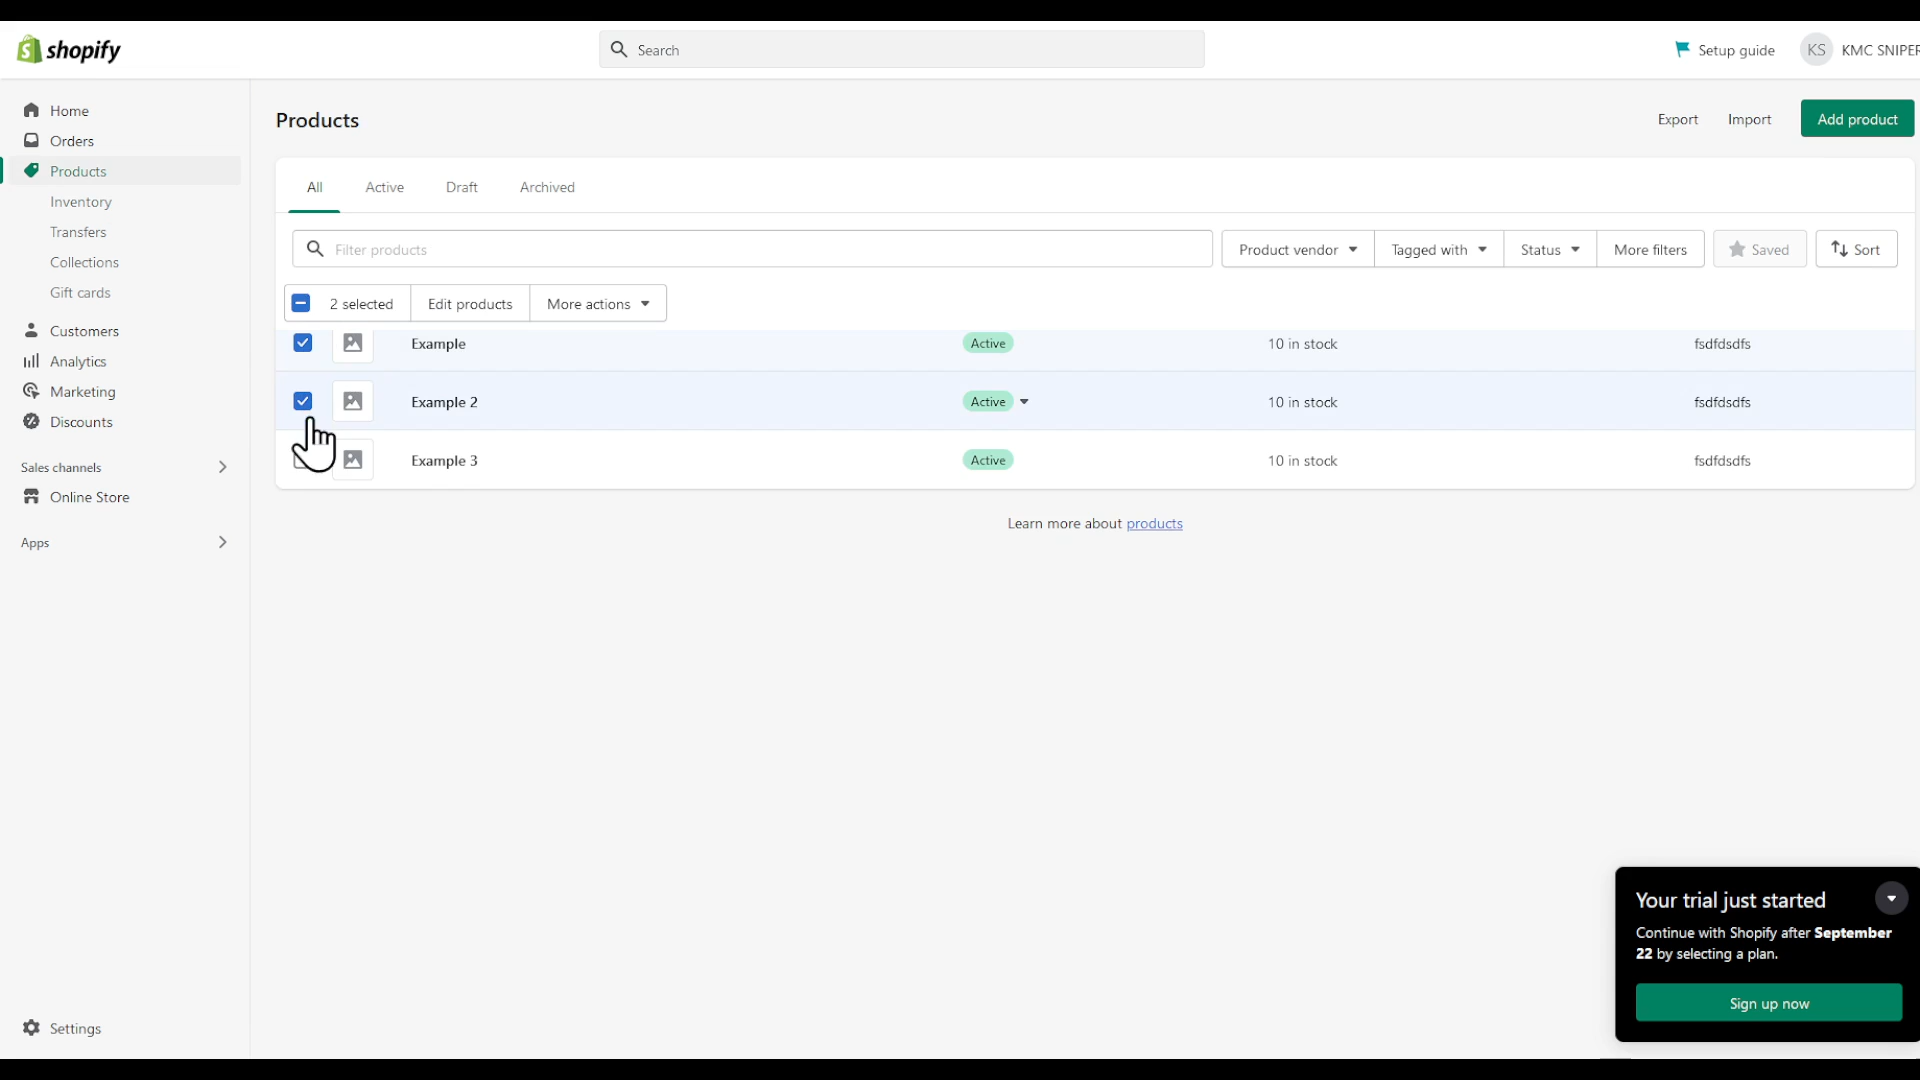 shopify
Search
Setup guide
KS
KMC SNIPER
Home
Orders
Products
Inventory
Transfers
Collections
Gift cards
Customers
Analytics
Marketing
Discounts
Sales channels
Online Store
Apps
Settings
Products
Export
Import
Add product
All
Active
Draft
Archived
Filter products
Product vendor
Tagged with
Status
More filters
Saved
Sort
2 selected
Edit products
More actions
Example Active 10 in stock fsdfdsdfs
Example 2 Active 10 in stock fsdfdsdfs
Example 3 Active 10 in stock fsdfdsdfs
Learn more about products
Your trial just started
Continue with Shopify after September
22 by selecting a plan.
Sign up now